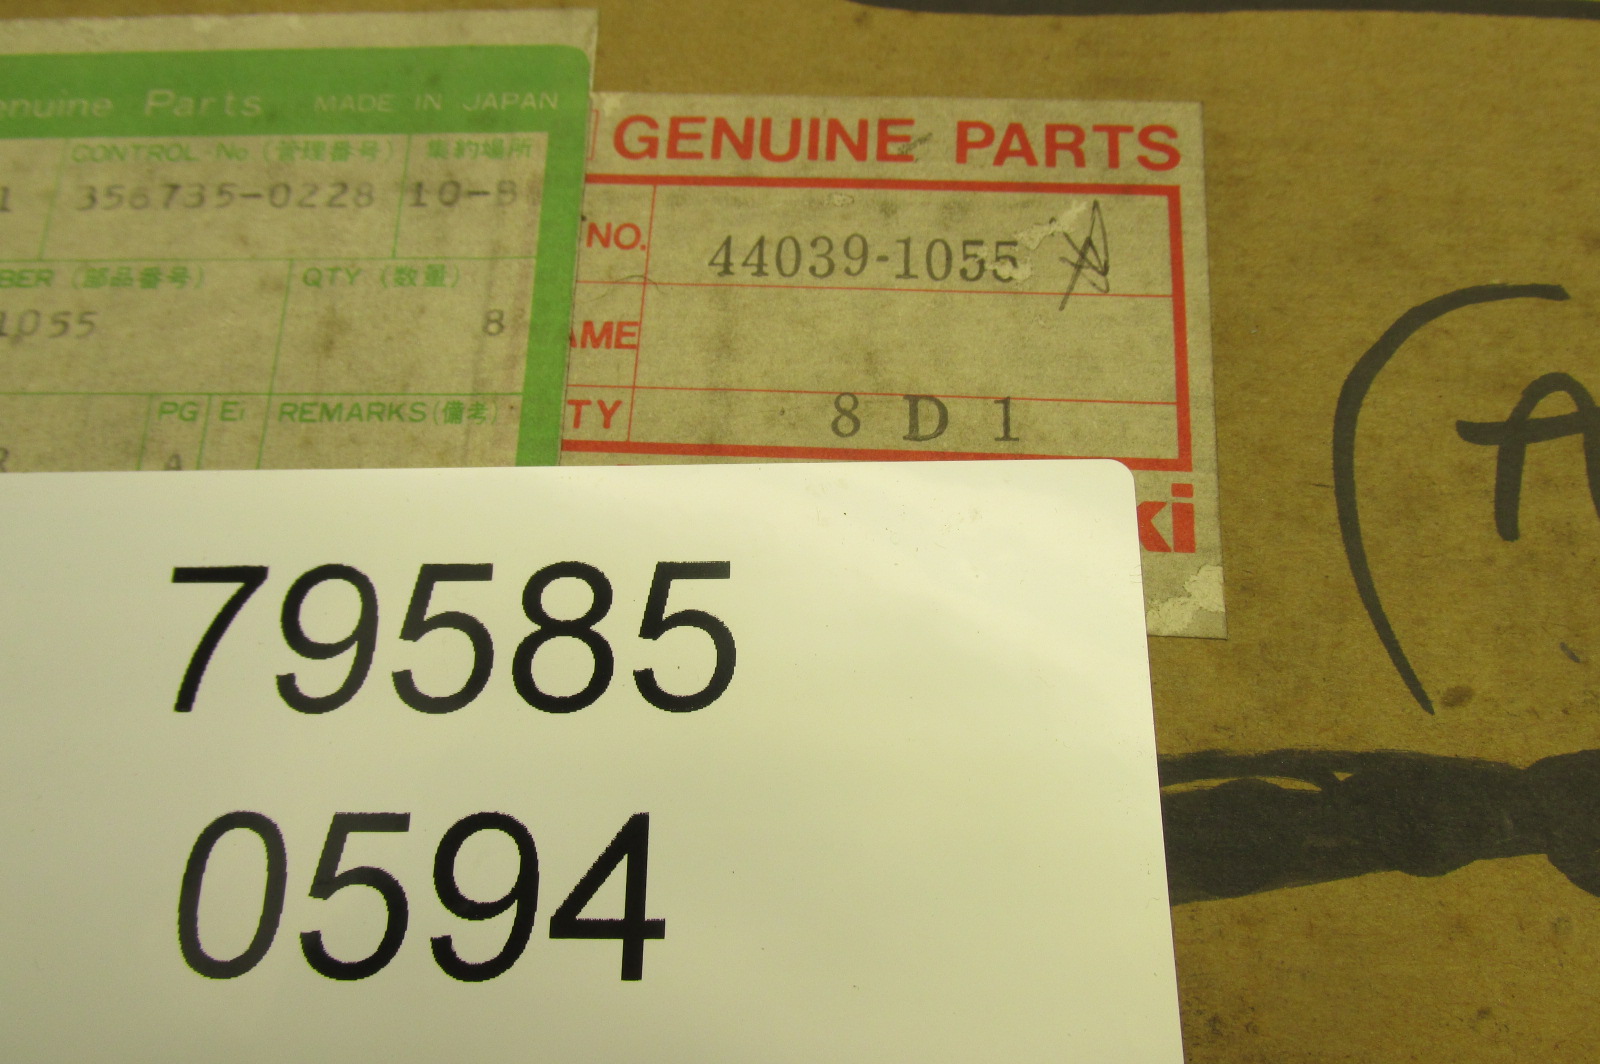 enuine Parts MADE IN JAPAN
CONTROL No (管理番号) 集約場所
1 356735-0228 10-B
BER (部品番号) QTY (数量)
1055 8
PG Ei REMARKS(備考)
R A
GENUINE PARTS
NO. 44039-1055
AME
TY 8 D 1
ki
79585
0594